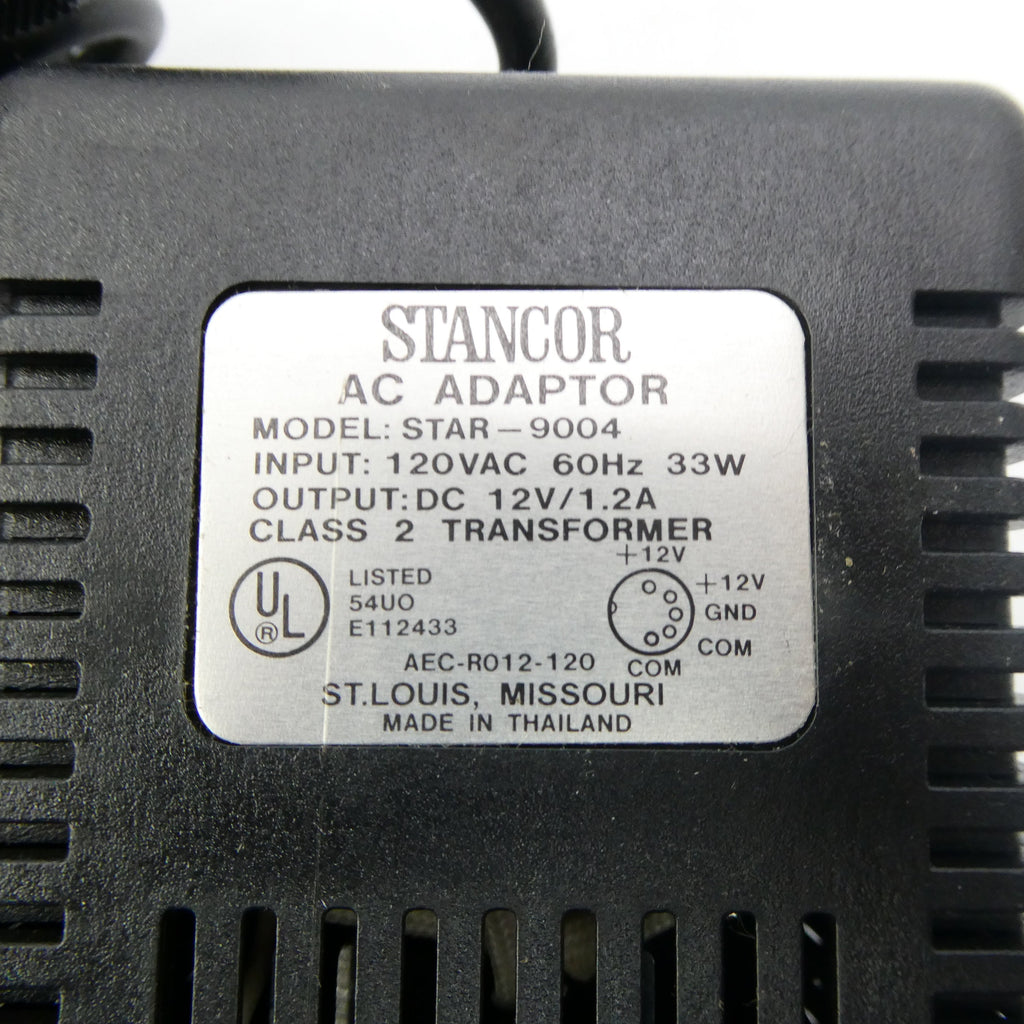 STANCOR
AC ADAPTOR
MODEL: STAR-9004
INPUT: 120VAC 60Hz 33W
OUTPUT: DC 12V/1.2A
CLASS 2 TRANSFORMER
UL
®
LISTED
54UO
E112433
+12V
+12V
GND
COM
COM
AEC-R012-120
ST.LOUIS, MISSOURI
MADE IN THAILAND